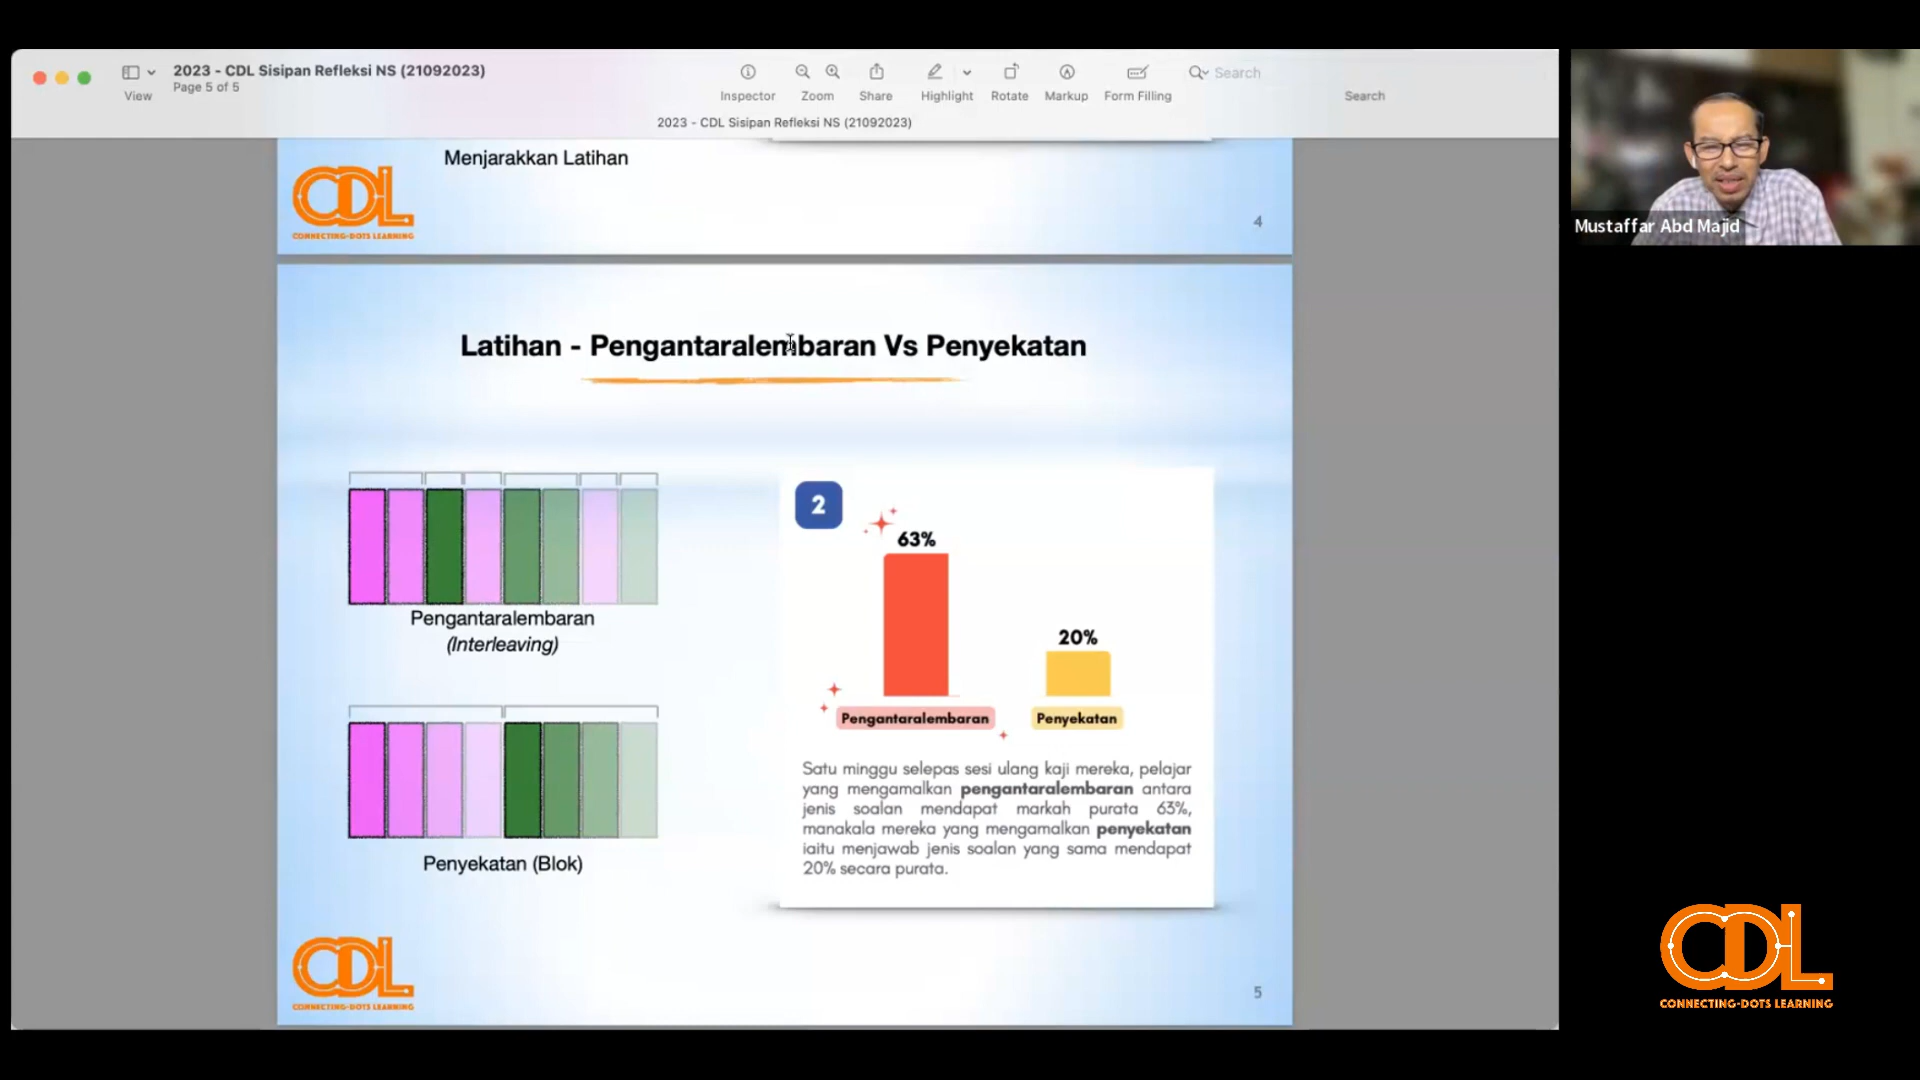 2023 - CDL Sisipan Refleksi NS (21092023)
Page 5 of 5
View
Inspector
Zoom
Share
Highlight
Rotate
Markup
Form Filling
Search
Search
2023 - CDL Sisipan Refleksi NS (21092023)
Menjarakkan Latihan
CDL
CONNECTING-DOTS LEARNING
4
Latihan - Pengantaralembaran Vs Penyekatan
Pengantaralembaran
(Interleaving)
Penyekatan (Blok)
2
63%
20%
Pengantaralembaran
Penyekatan
Satu minggu selepas sesi ulang kaji mereka, pelajar
yang mengamalkan pengantaralembaran antara
jenis soalan mendapat markah purata 63%,
manakala mereka yang mengamalkan penyekatan
iaitu menjawab jenis soalan yang sama mendapat
20% secara purata.
CDL
CONNECTING-DOTS LEARNING
5
Mustaffar Abd Majid
CDL
CONNECTING-DOTS LEARNING